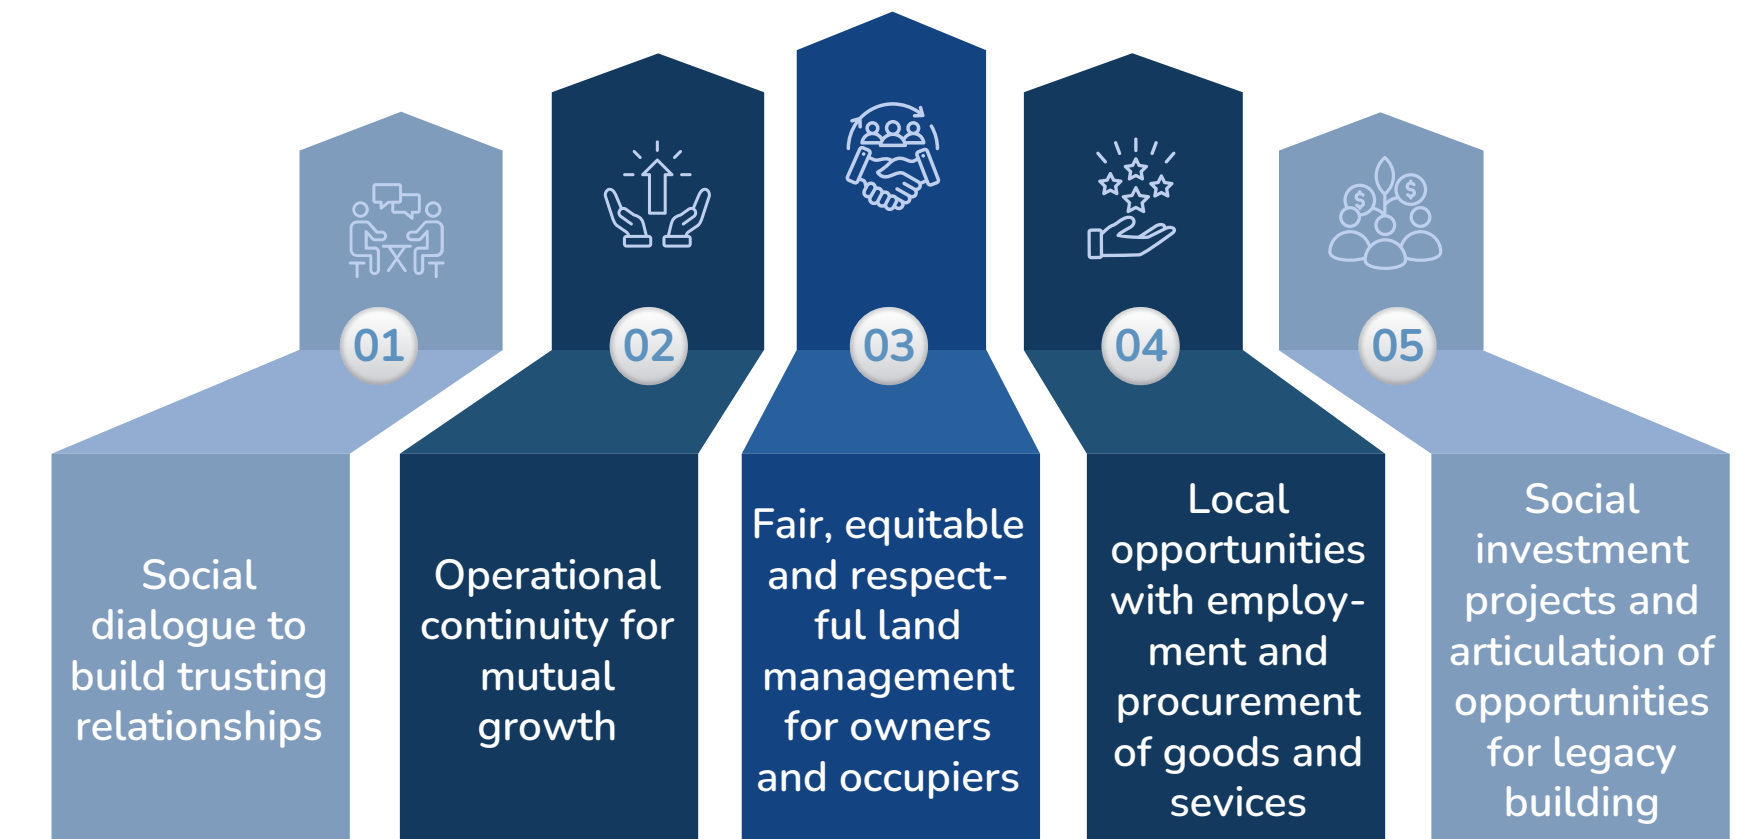 01
02
03
04
05
Social
dialogue to
build trusting
relationships
Operational
continuity for
mutual
growth
Fair, equitable
and respect-
ful land
management
for owners
and occupiers
Local
opportunities
with employ-
ment and
procurement
of goods and
sevices
Social
investment
projects and
articulation of
opportunities
for legacy
building